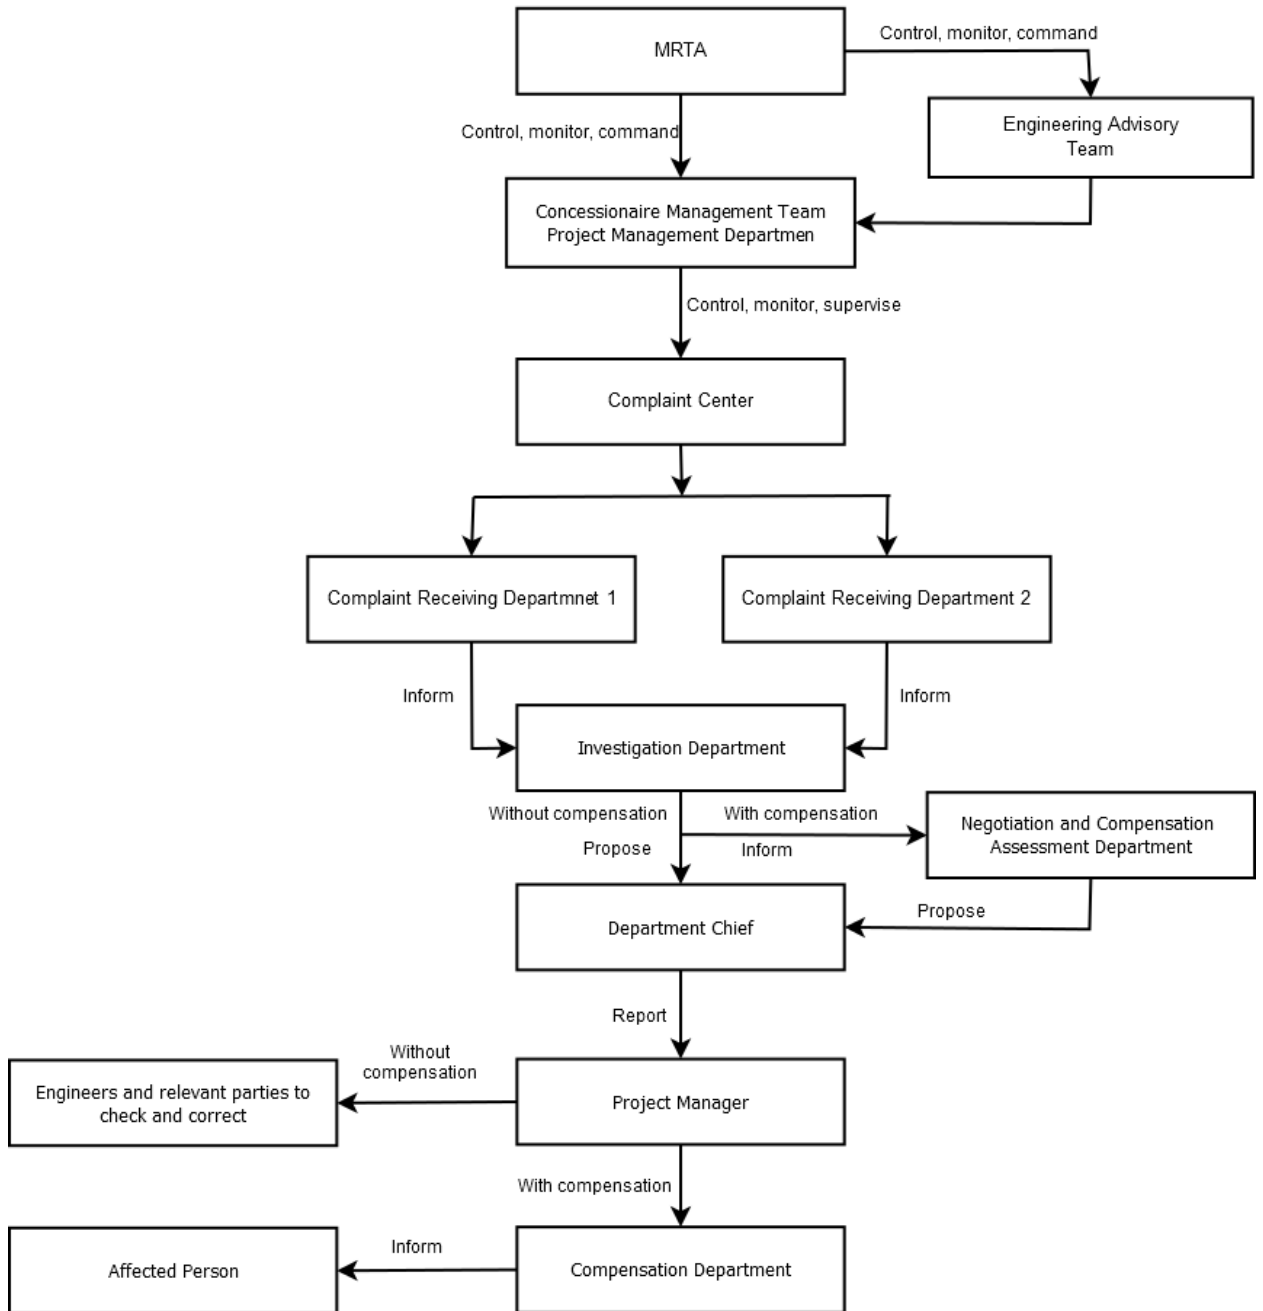 MRTA
Control, monitor, command
Engineering Advisory
Team
Control, monitor, command
Concessionaire Management Team
Project Management Departmen
Control, monitor, supervise
Complaint Center
Complaint Receiving Departmnet 1
Complaint Receiving Department 2
Inform
Inform
Investigation Department
Without compensation
With compensation
Propose
Inform
Negotiation and Compensation
Assessment Department
Department Chief
Propose
Report
Without
compensation
Engineers and relevant parties to
check and correct
Project Manager
With compensation
Inform
Affected Person
Compensation Department